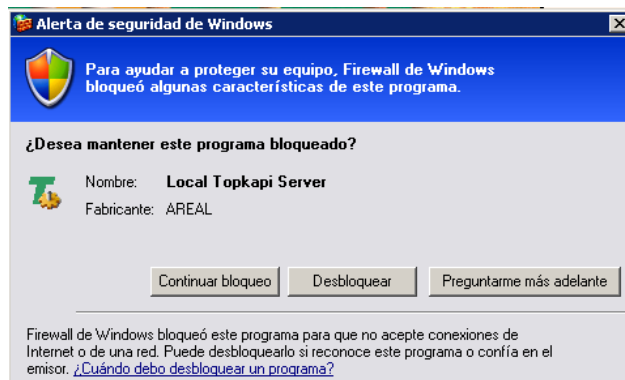 Alerta de seguridad de Windows
Para ayudar a proteger su equipo, Firewall de Windows
bloqueó algunas características de este programa.
¿Desea mantener este programa bloqueado?
Nombre: Local Topkapi Server
Fabricante: AREAL
Continuar bloqueo Desbloquear Preguntarme más adelante
Firewall de Windows bloqueó este programa para que no acepte conexiones de
Internet o de una red. Puede desbloquearlo si reconoce este programa o confía en el
emisor. ¿Cuándo debo desbloquear un programa?